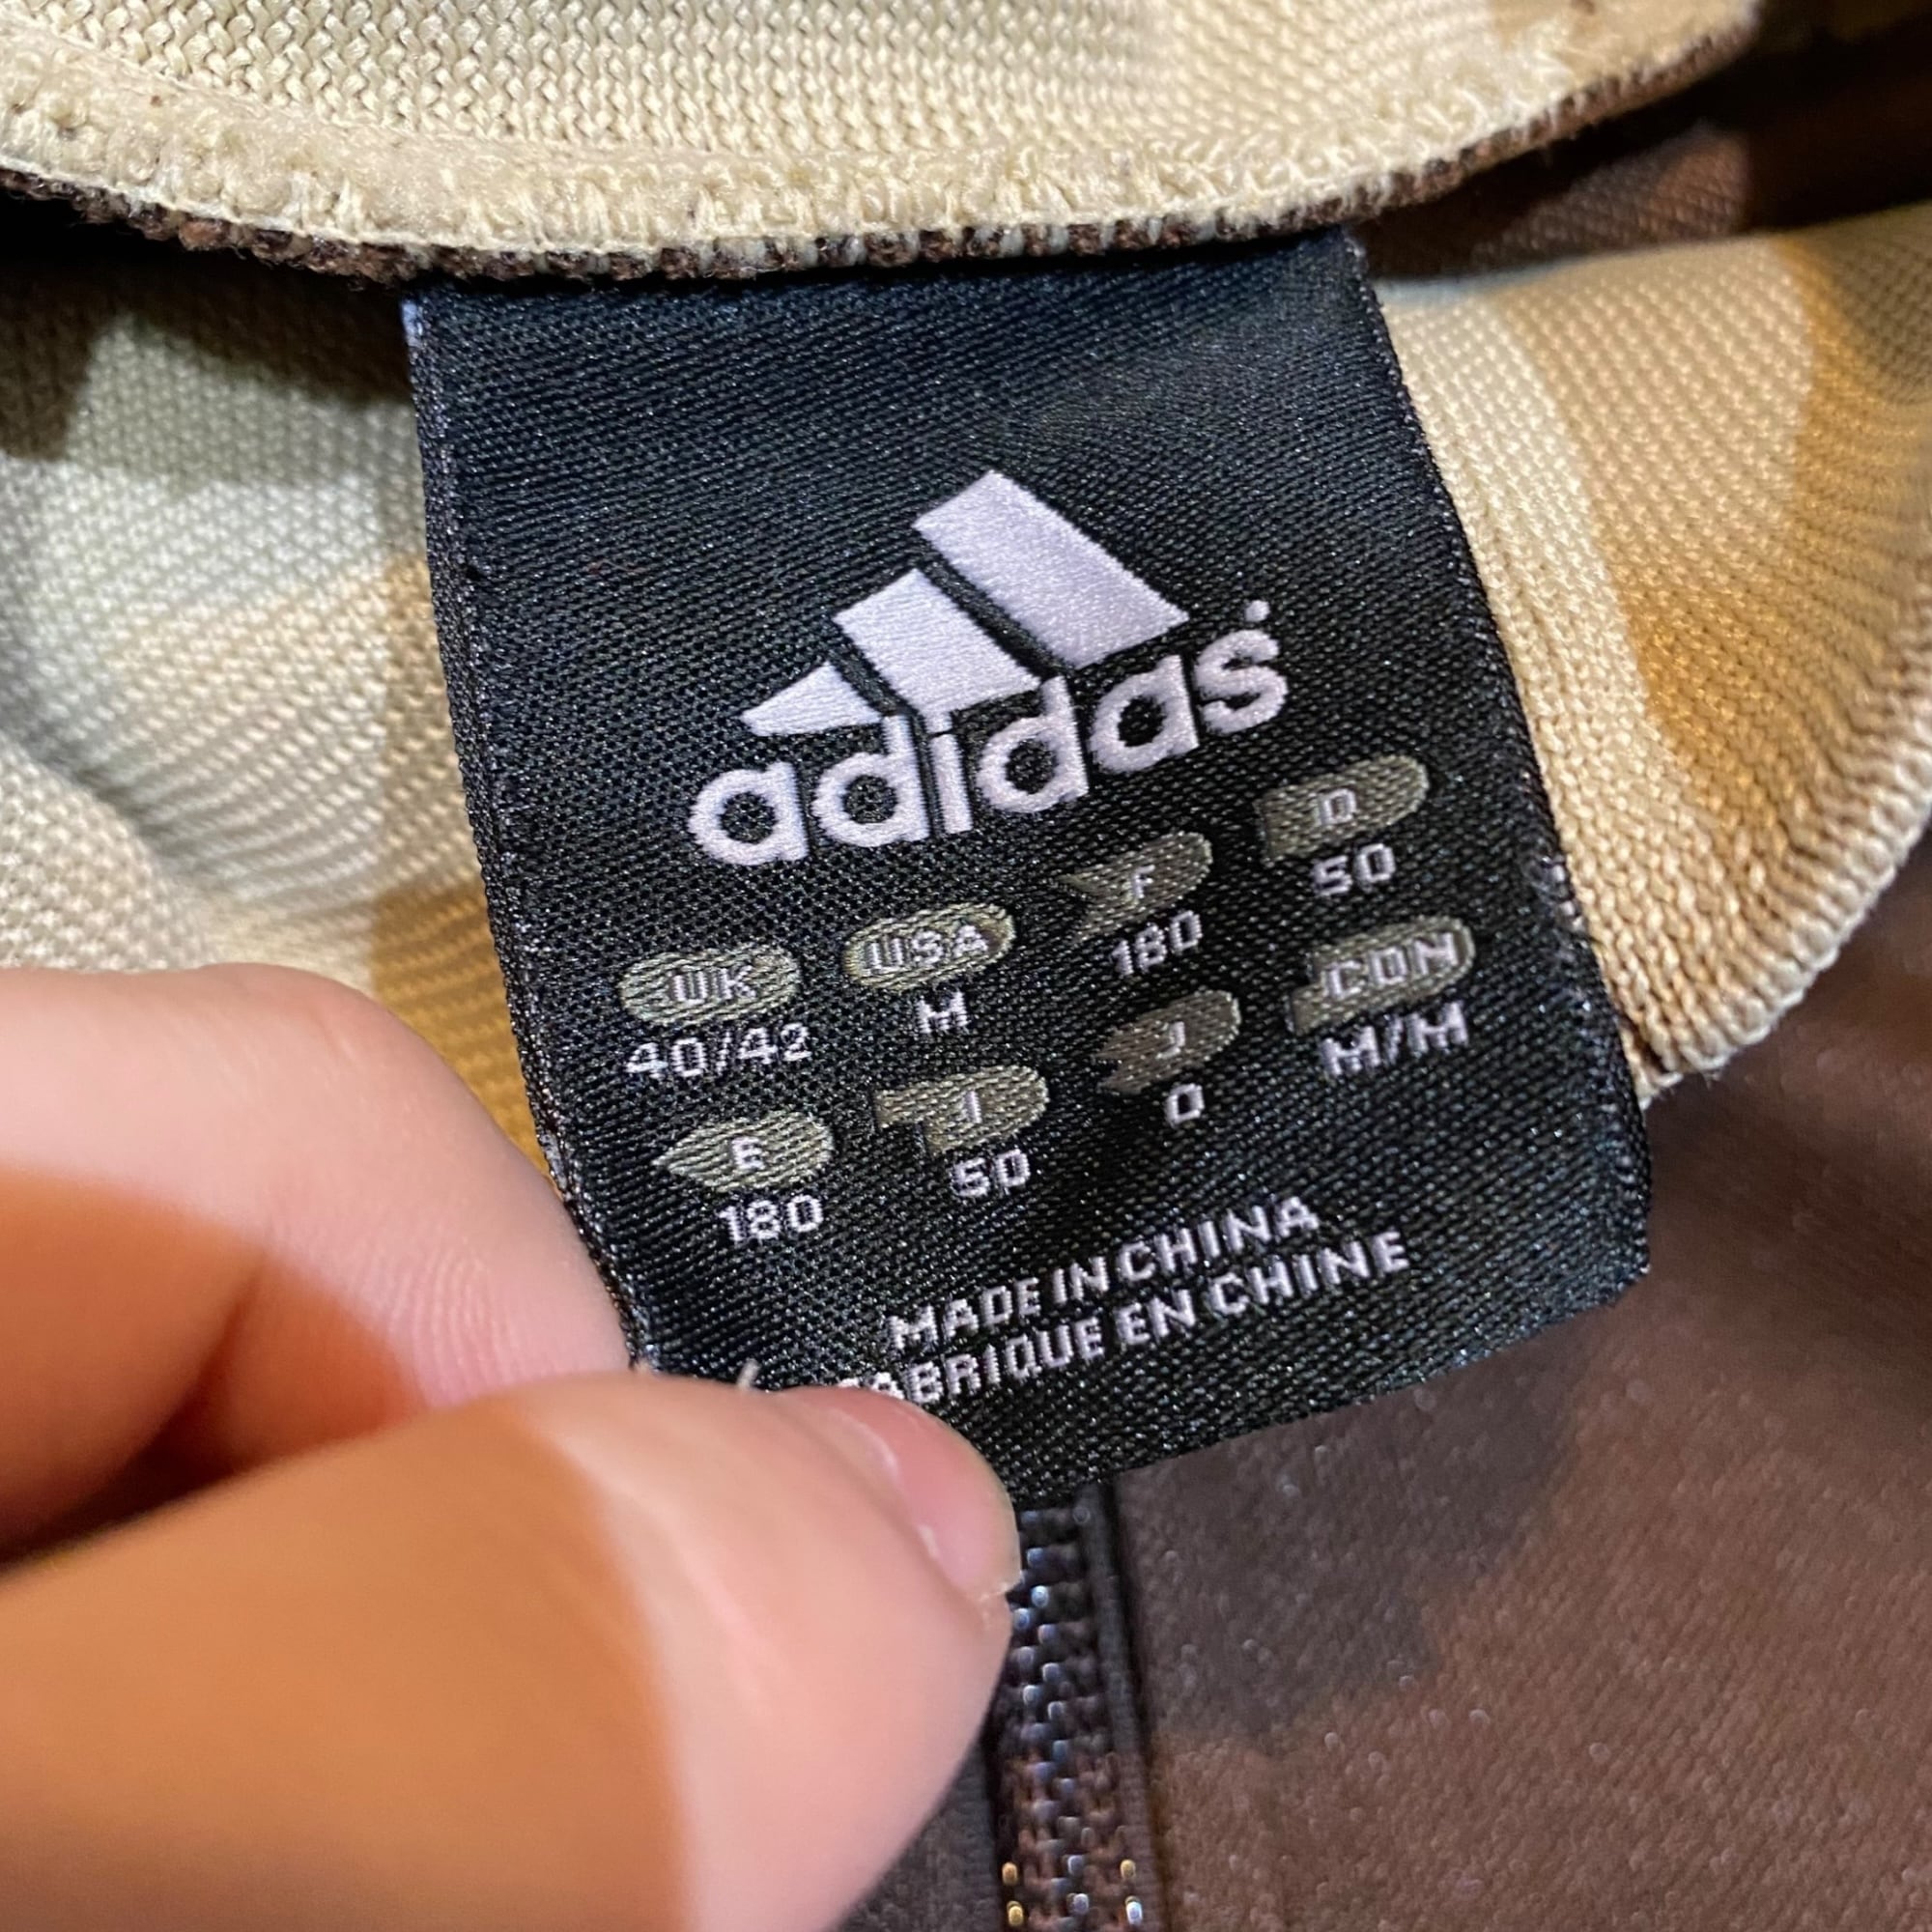 adidas
UK USA F D
40/42 M 180 50
E I J CDN
180 50 O M/M
MADE IN CHINA
FABRIQUE EN CHINE